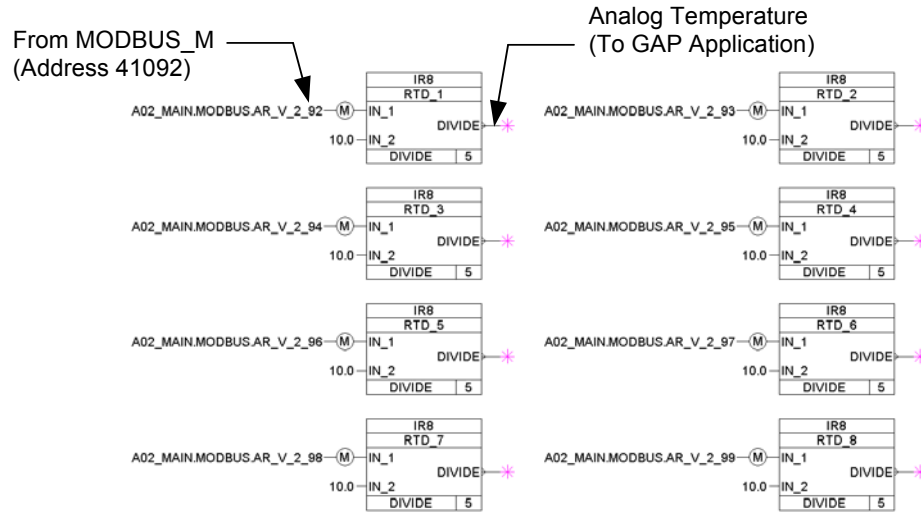 From MODBUS_M
(Address 41092)
Analog Temperature
(To GAP Application)
IR8
RTD_1
A02_MAIN.MODBUS.AR_V_2_92 M IN_1
DIVIDE
10.0 IN_2
DIVIDE 5
IR8
RTD_2
A02_MAIN.MODBUS.AR_V_2_93 M IN_1
DIVIDE
10.0 IN_2
DIVIDE 5
IR8
RTD_3
A02_MAIN.MODBUS.AR_V_2_94 M IN_1
DIVIDE
10.0 IN_2
DIVIDE 5
IR8
RTD_4
A02_MAIN.MODBUS.AR_V_2_95 M IN_1
DIVIDE
10.0 IN_2
DIVIDE 5
IR8
RTD_5
A02_MAIN.MODBUS.AR_V_2_96 M IN_1
DIVIDE
10.0 IN_2
DIVIDE 5
IR8
RTD_6
A02_MAIN.MODBUS.AR_V_2_97 M IN_1
DIVIDE
10.0 IN_2
DIVIDE 5
IR8
RTD_7
A02_MAIN.MODBUS.AR_V_2_98 M IN_1
DIVIDE
10.0 IN_2
DIVIDE 5
IR8
RTD_8
A02_MAIN.MODBUS.AR_V_2_99 M IN_1
DIVIDE
10.0 IN_2
DIVIDE 5